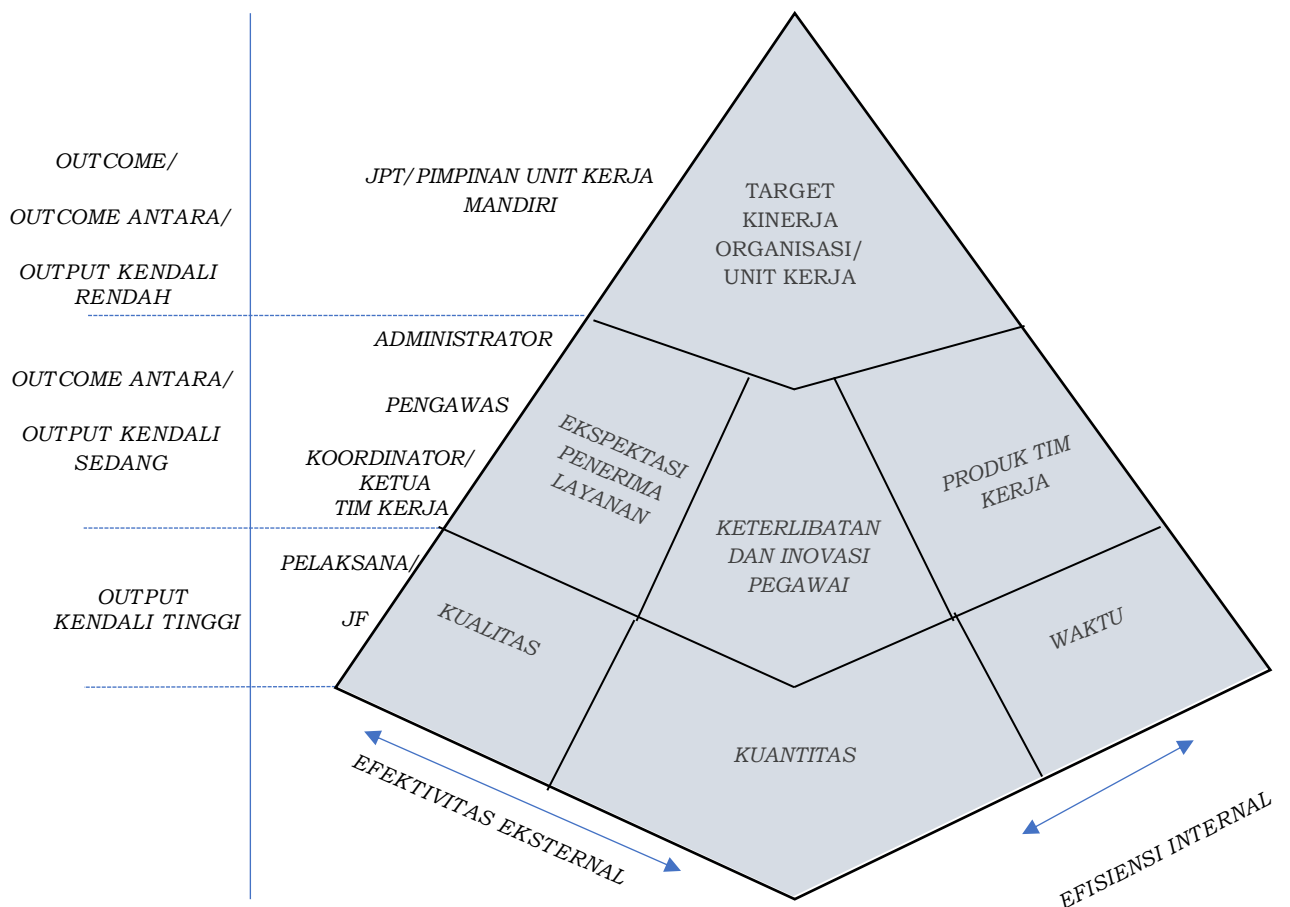 OUTCOME/
OUTCOME ANTARA/
OUTPUT KENDALI
RENDAH
JPT/PIMPINAN UNIT KERJA
MANDIRI
TARGET
KINERJA
ORGANISASI/
UNIT KERJA
OUTCOME ANTARA/
OUTPUT KENDALI
SEDANG
ADMINISTRATOR
PENGAWAS
KOORDINATOR/
KETUA
TIM KERJA
EKSPEKTASI
PENERIMA
LAYANAN
KETERLIBATAN
DAN INOVASI
PEGAWAI
PRODUK TIM
KERJA
OUTPUT
KENDALI TINGGI
PELAKSANA/
JF
KUALITAS
KUANTITAS
WAKTU
EFEKTIVITAS EKSTERNAL
EFISIENSI INTERNAL